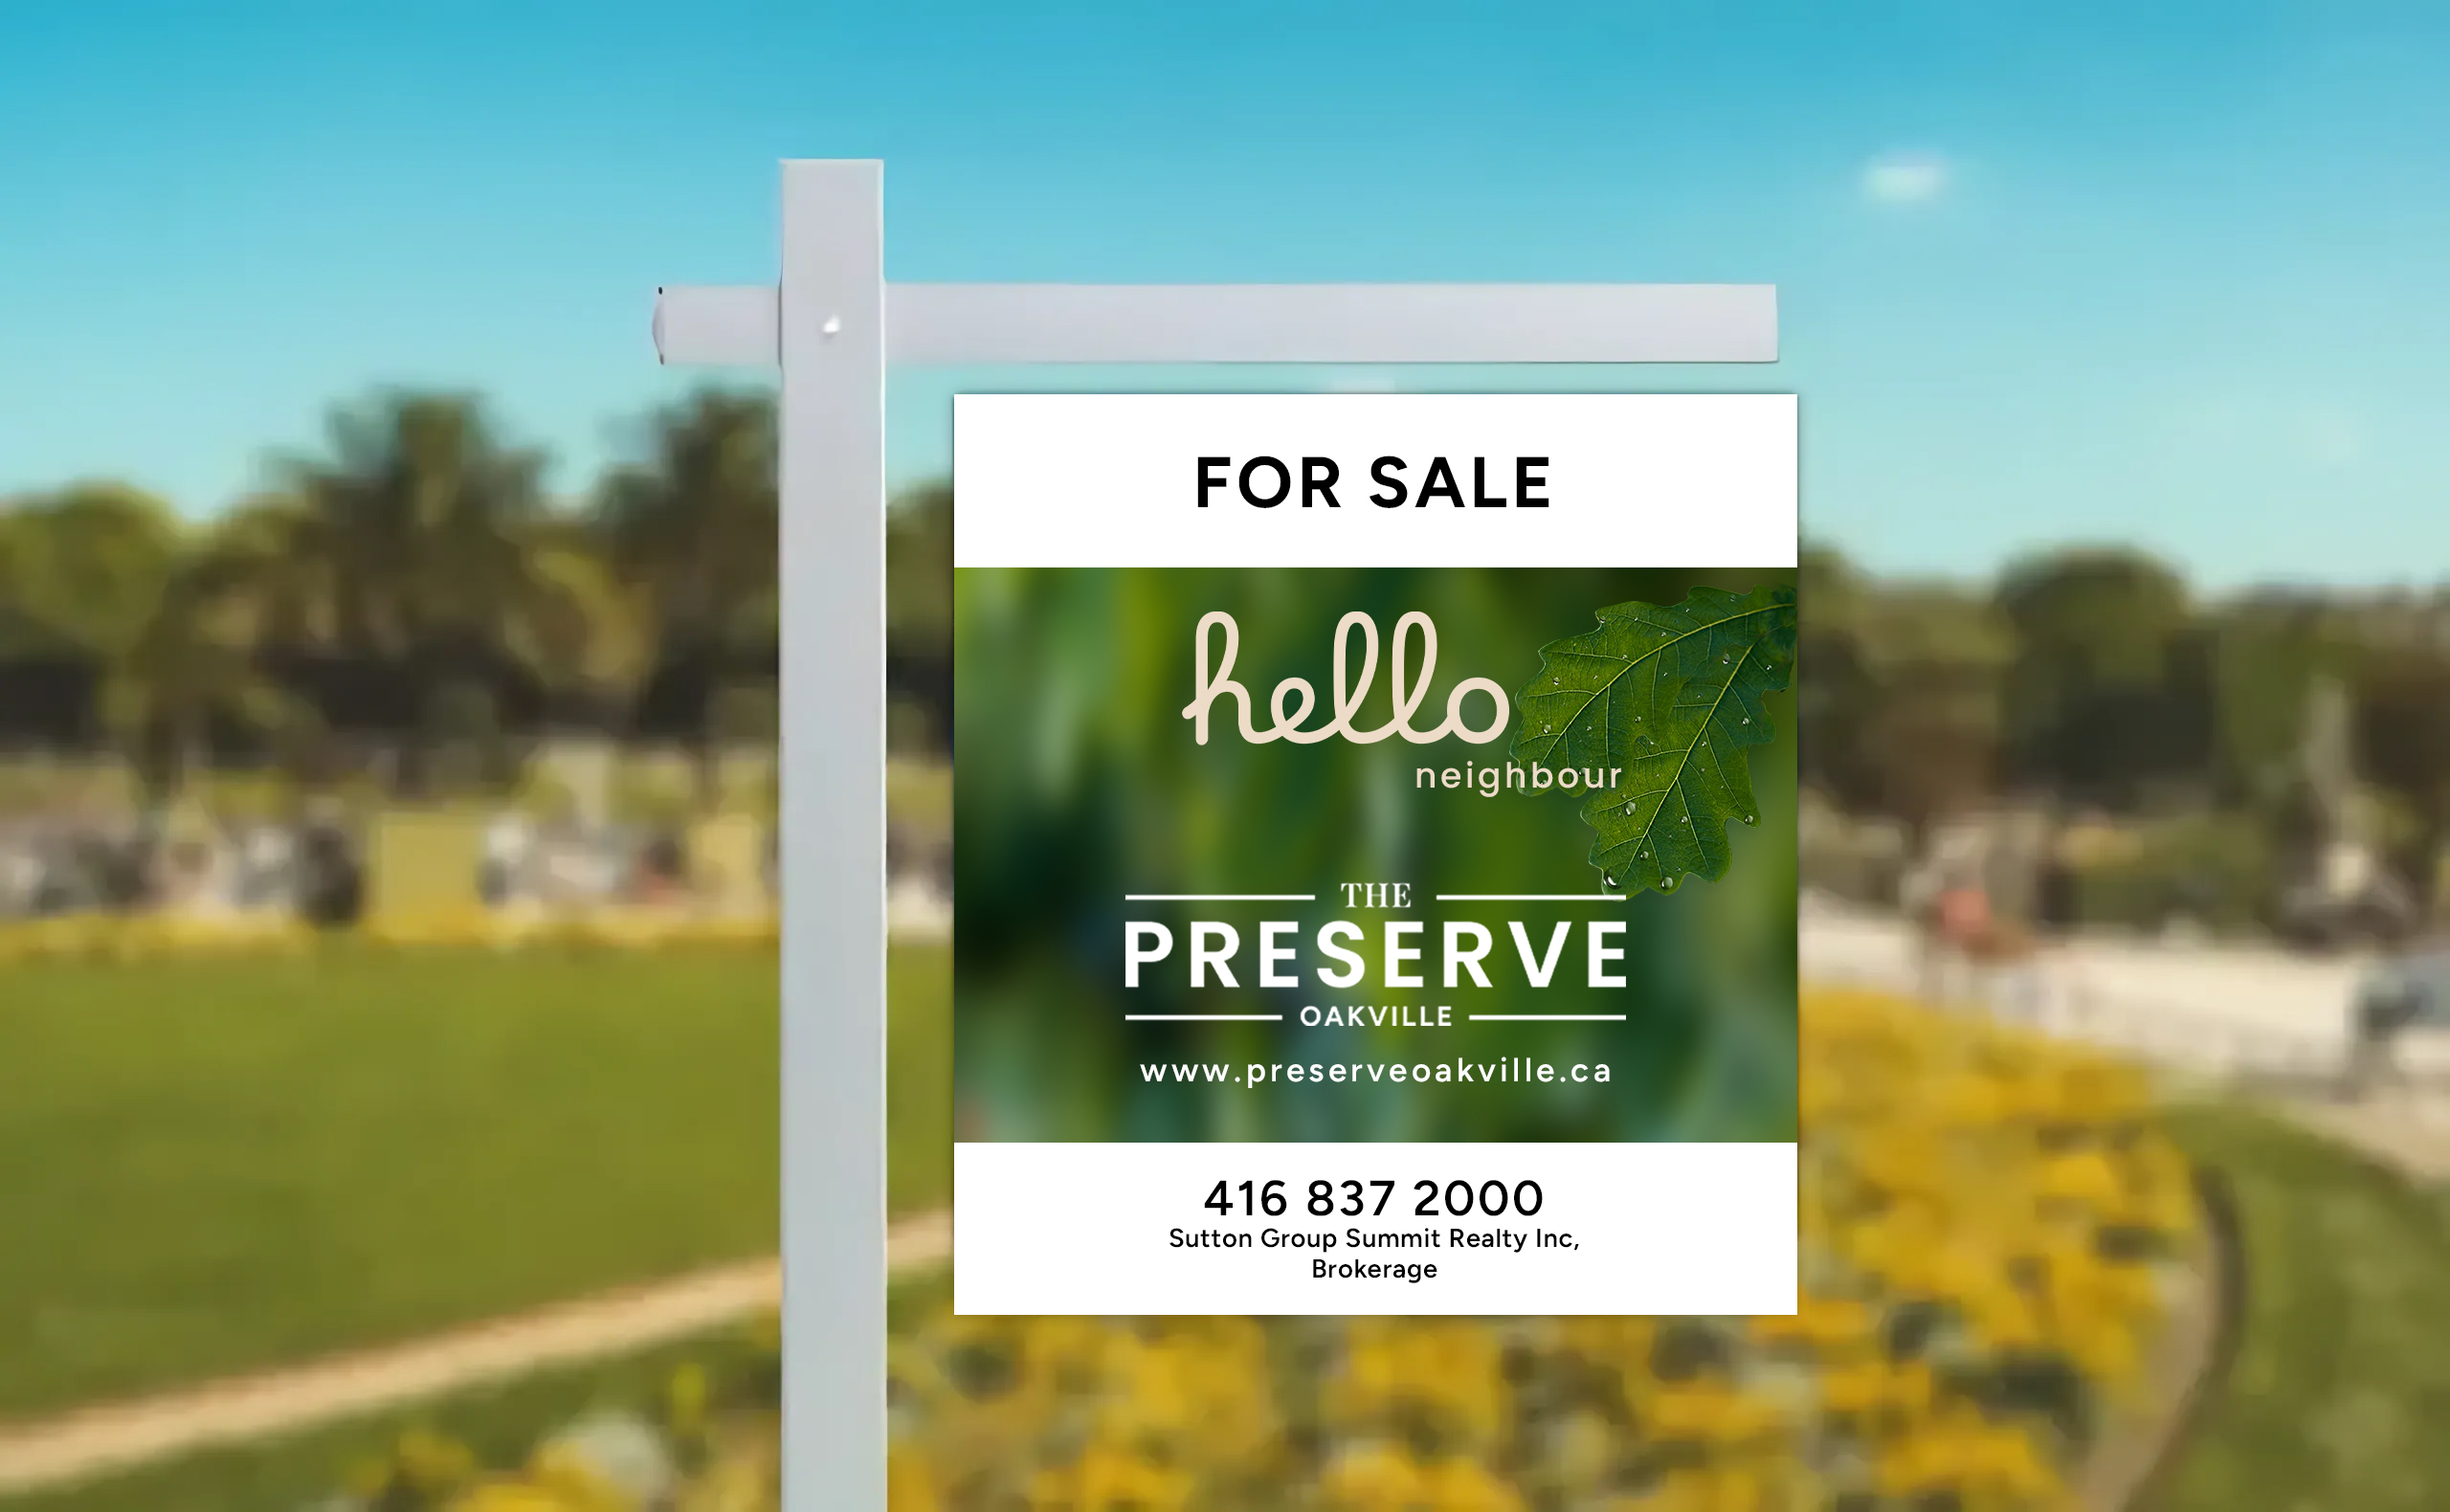 FOR SALE
hello
neighbour
THE
PRESERVE
OAKVILLE
www.preserveoakville.ca
416 837 2000
Sutton Group Summit Realty Inc,
Brokerage